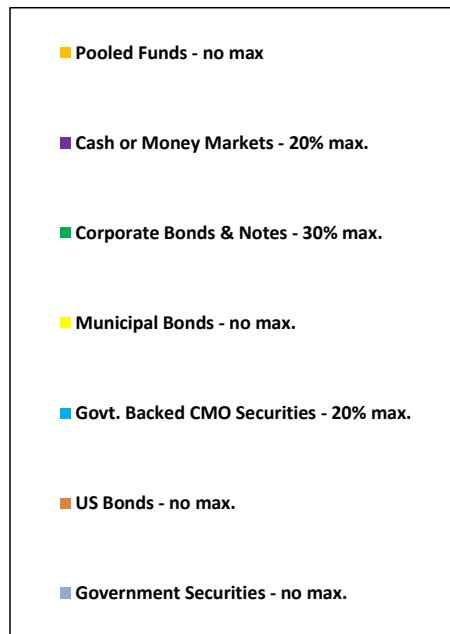 Pooled Funds - no max
Cash or Money Markets - 20% max.
Corporate Bonds & Notes - 30% max.
Municipal Bonds - no max.
Govt. Backed CMO Securities - 20% max.
US Bonds - no max.
Government Securities - no max.